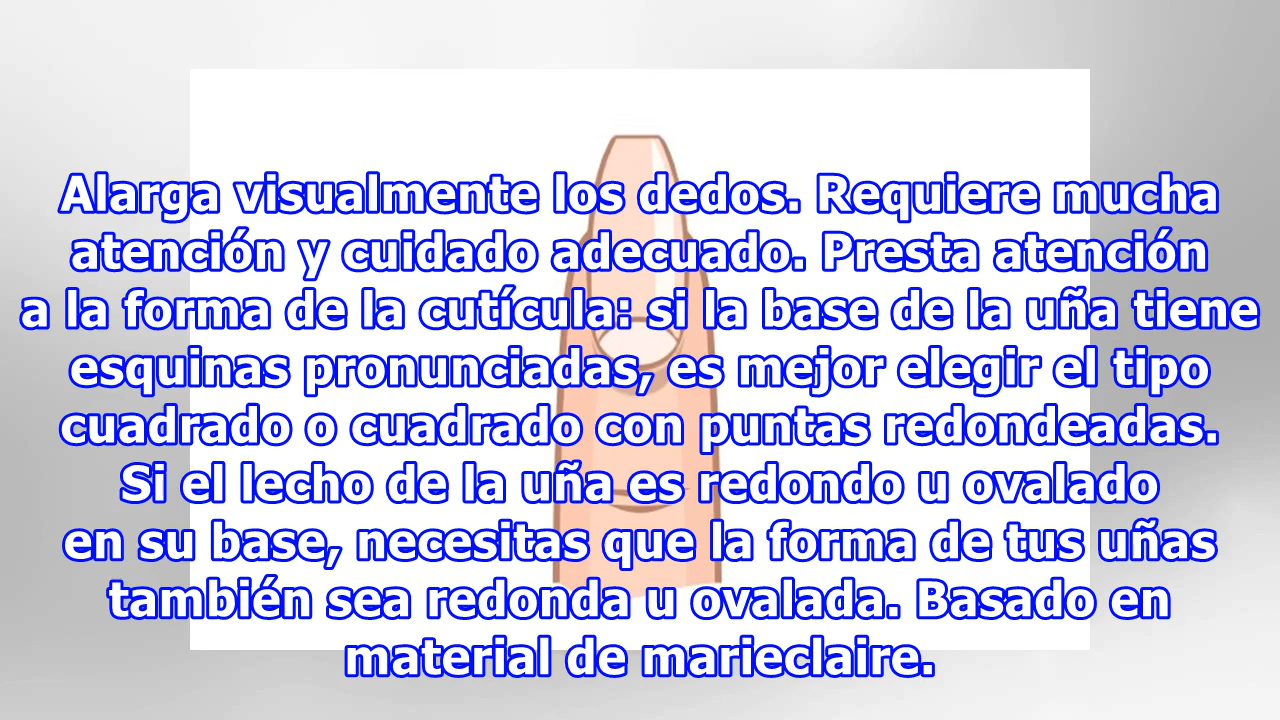 Alarga visualmente los dedos. Requiere mucha
atención y cuidado adecuado. Presta atención
a la forma de la cutícula: si la base de la uña tiene
esquinas pronunciadas, es mejor elegir el tipo
cuadrado o cuadrado con puntas redondeadas.
Si el lecho de la uña es redondo u ovalado
en su base, necesitas que la forma de tus uñas
también sea redonda u ovalada. Basado en
material de marieclaire.